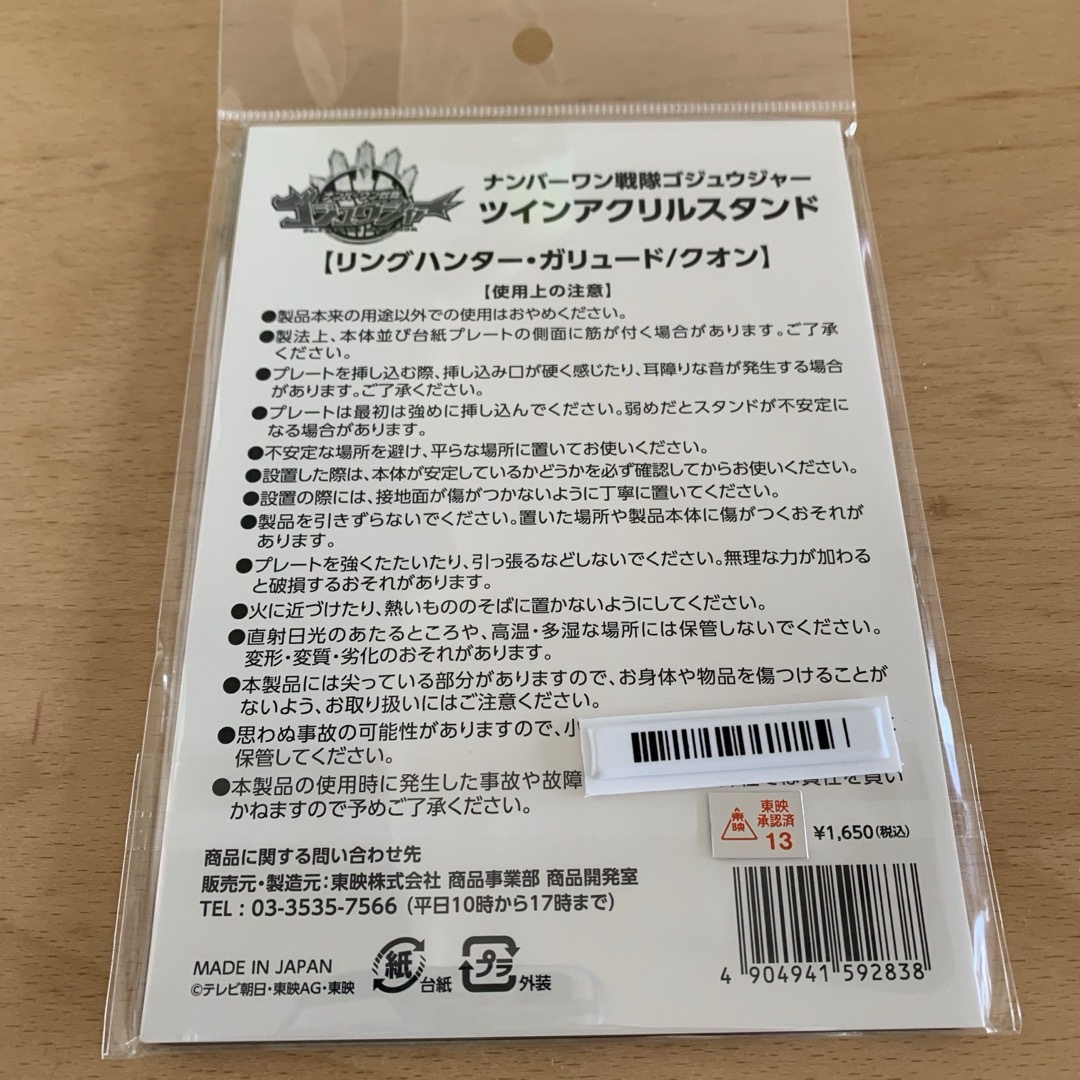 ナンバーワン戦隊
ゴジュウジャー
ナンバーワン戦隊ゴジュウジャー
ツインアクリルスタンド
【リングハンター・ガリュード/クオン】
【使用上の注意】
●製品本来の用途以外での使用はおやめください。
●製法上、本体並び台紙プレートの側面に筋が付く場合があります。ご了承
ください。
●プレートを挿し込む際、挿し込み口が硬く感じたり、耳障りな音が発生する場合
があります。ご了承ください。
●プレートは最初は強めに挿し込んでください。弱めだとスタンドが不安定に
なる場合があります。
●不安定な場所を避け、平らな場所に置いてお使いください。
●設置した際は、本体が安定しているかどうかを必ず確認してからお使いください。
●設置の際には、接地面が傷がつかないように丁寧に置いてください。
●製品を引きずらないでください。置いた場所や製品本体に傷がつくおそれが
あります。
●プレートを強くたたいたり、引っ張るなどしないでください。無理な力が加わる
と破損するおそれがあります。
●火に近づけたり、熱いもののそばに置かないようにしてください。
●直射日光のあたるところや、高温・多湿な場所には保管しないでください。
変形・変質・劣化のおそれがあります。
●本製品には尖っている部分がありますので、お身体や物品を傷つけることが
ないよう、お取り扱いにはご注意ください。
●思わぬ事故の可能性がありますので、小
保管してください。
●本製品の使用時に発生した事故や故障 は責任を負い
かねますので予めご了承ください。
東映
東映
承認済
13
¥1,650(税込)
商品に関する問い合わせ先
販売元・製造元:東映株式会社 商品事業部 商品開発室
TEL : 03-3535-7566 (平日10時から17時まで)
MADE IN JAPAN
©テレビ朝日・東映AG・東映
紙 台紙
プラ 外装
4 904941 592838